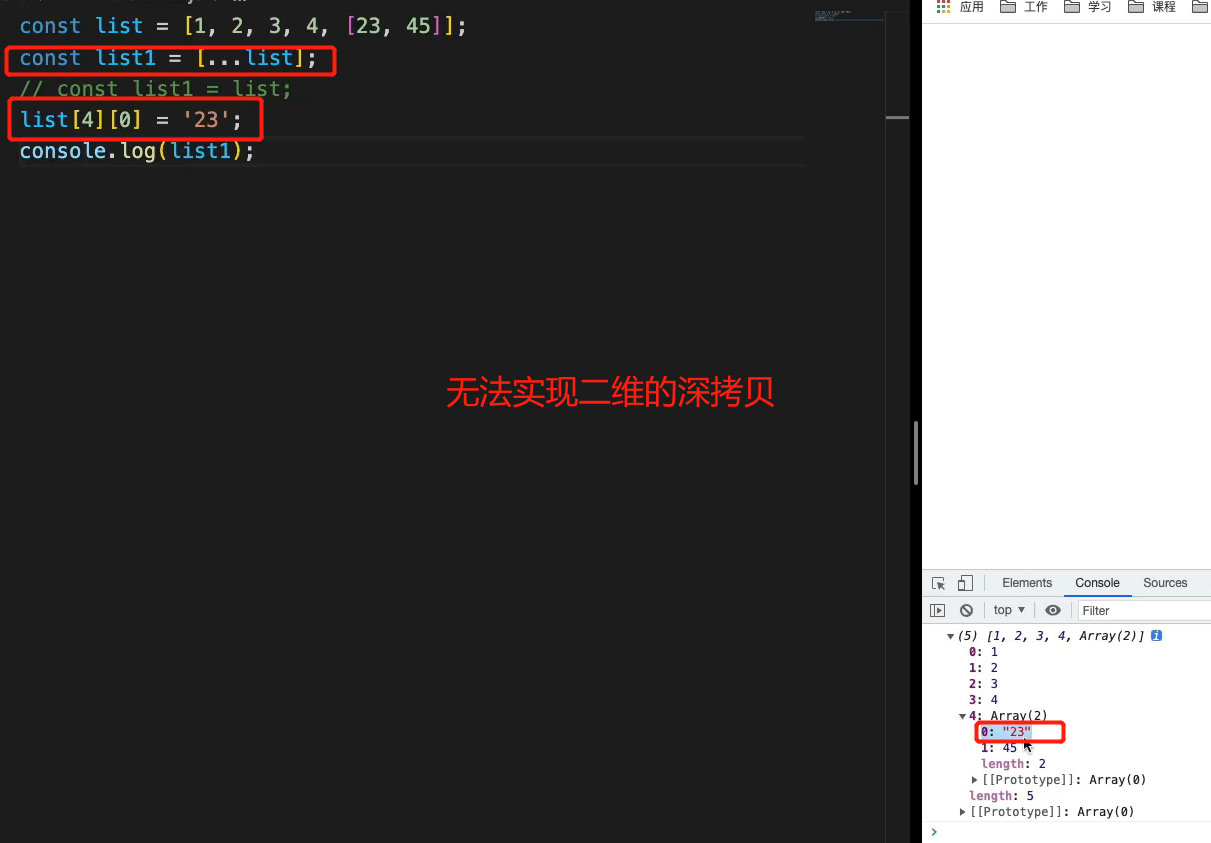 const list = [1, 2, 3, 4, [23, 45]];
const list1 = [...list];
// const list1 = list;
list[4][0] = '23';
console.log(list1);
无法实现二维的深拷贝
应用 工作 学习 课程
Elements Console Sources
top Filter
(5) [1, 2, 3, 4, Array(2)] i
0: 1
1: 2
2: 3
3: 4
4: Array(2)
0: "23"
1: 45
length: 2
[[Prototype]]: Array(0)
length: 5
[[Prototype]]: Array(0)